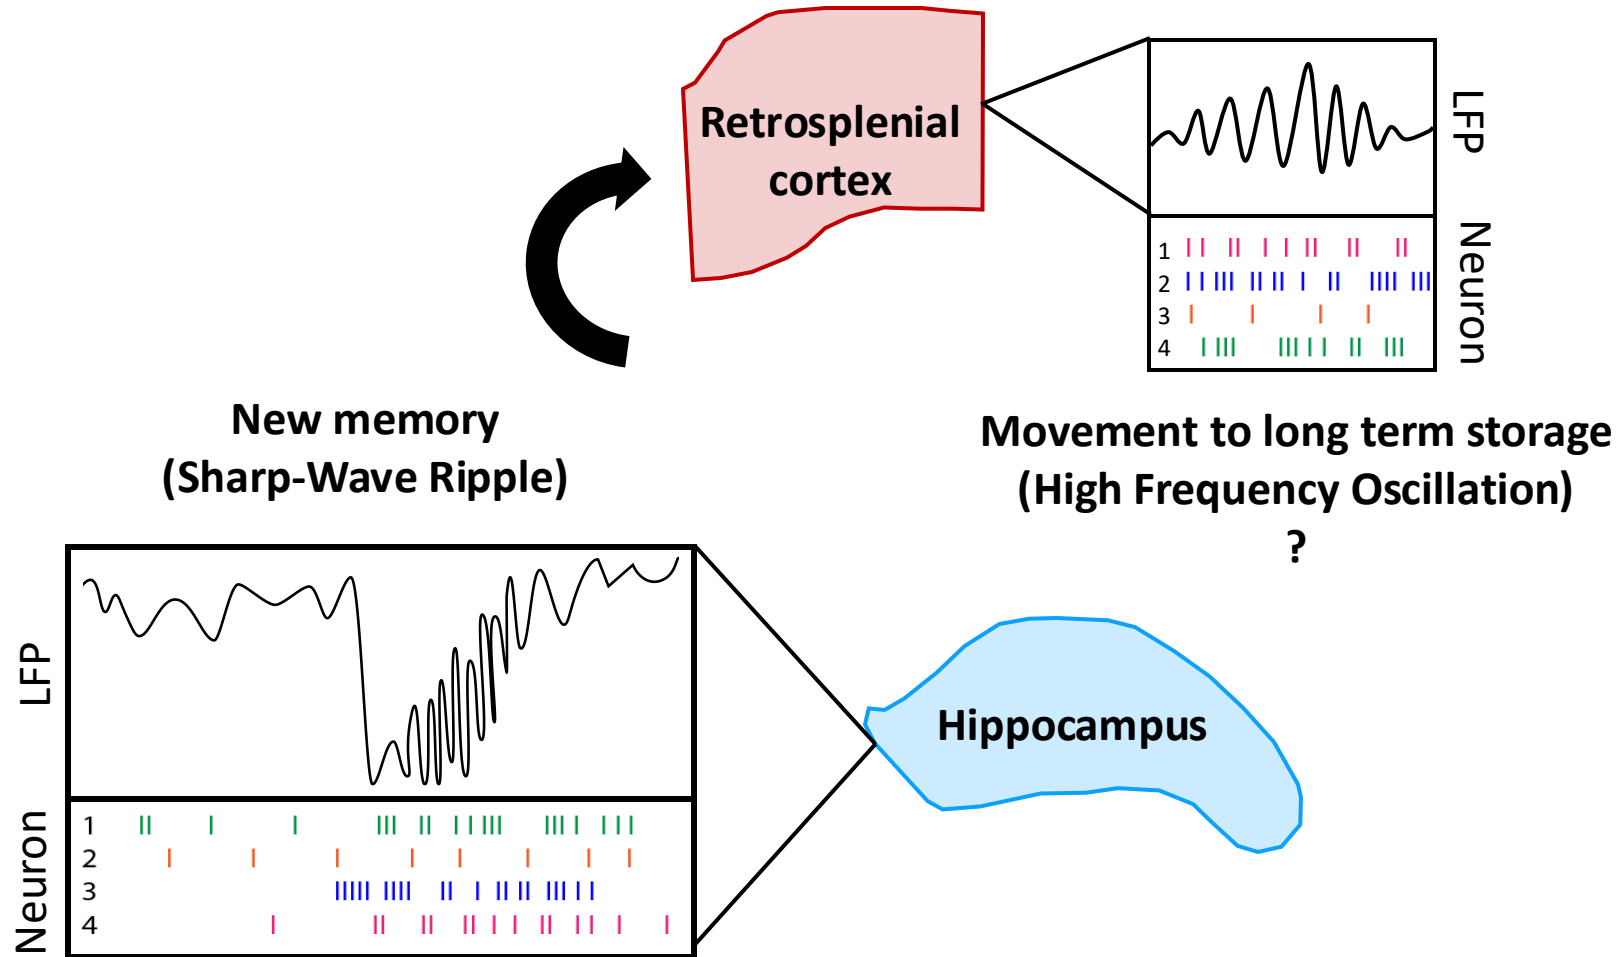 Retrosplenial
cortex
LFP
Neuron
1
2
3
4
New memory
(Sharp-Wave Ripple)
Movement to long term storage
(High Frequency Oscillation)
?
LFP
Neuron
1
2
3
4
Hippocampus